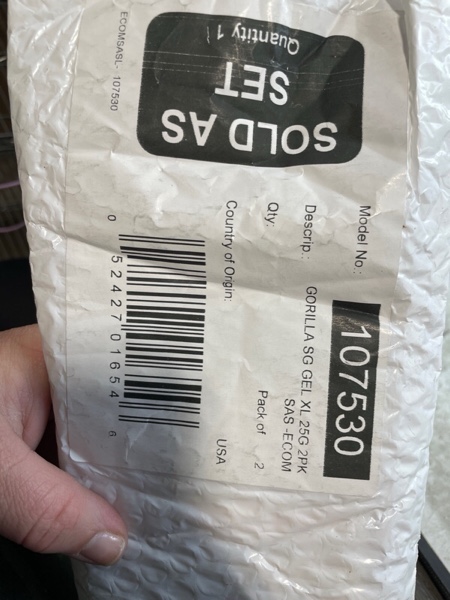 SOLD AS
SET
Quantity 1
ECOMSASL- 107530
Model No.: 107530
Descrip.: GORILLA SG GEL XL 25G 2PK
SAS -ECOM
Qty: Pack of 2
Country of Origin: USA
0 52427 01654 6